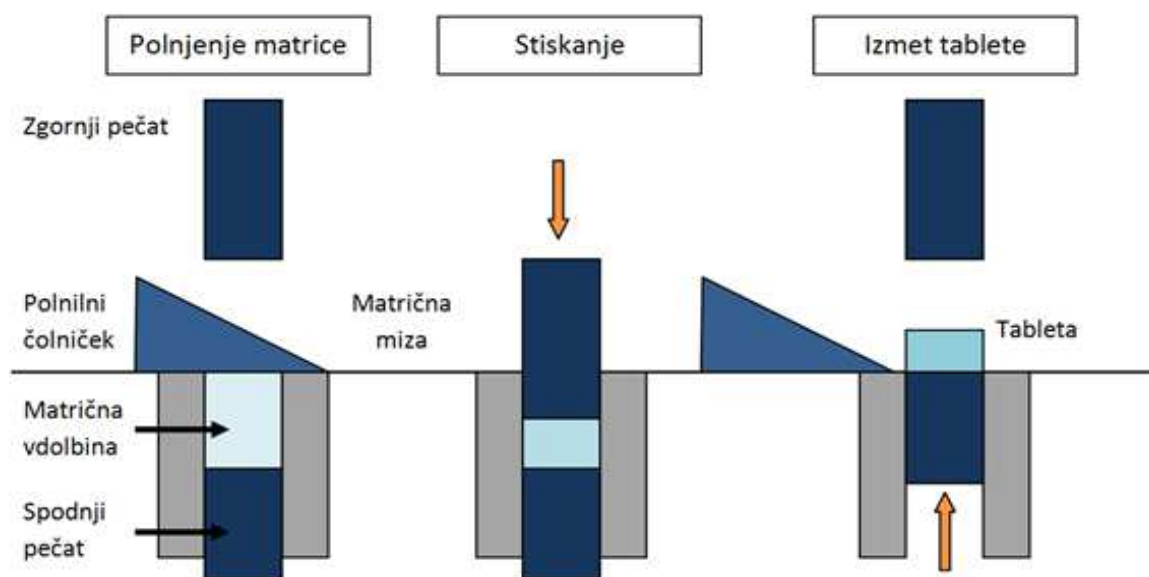 Polnjenje matrice
Stiskanje
Izmet tablete
Zgornji pečat
Polnilni
čolniček
Matrična
miza
Tableta
Matrična
vdolbina
Spodnji
pečat